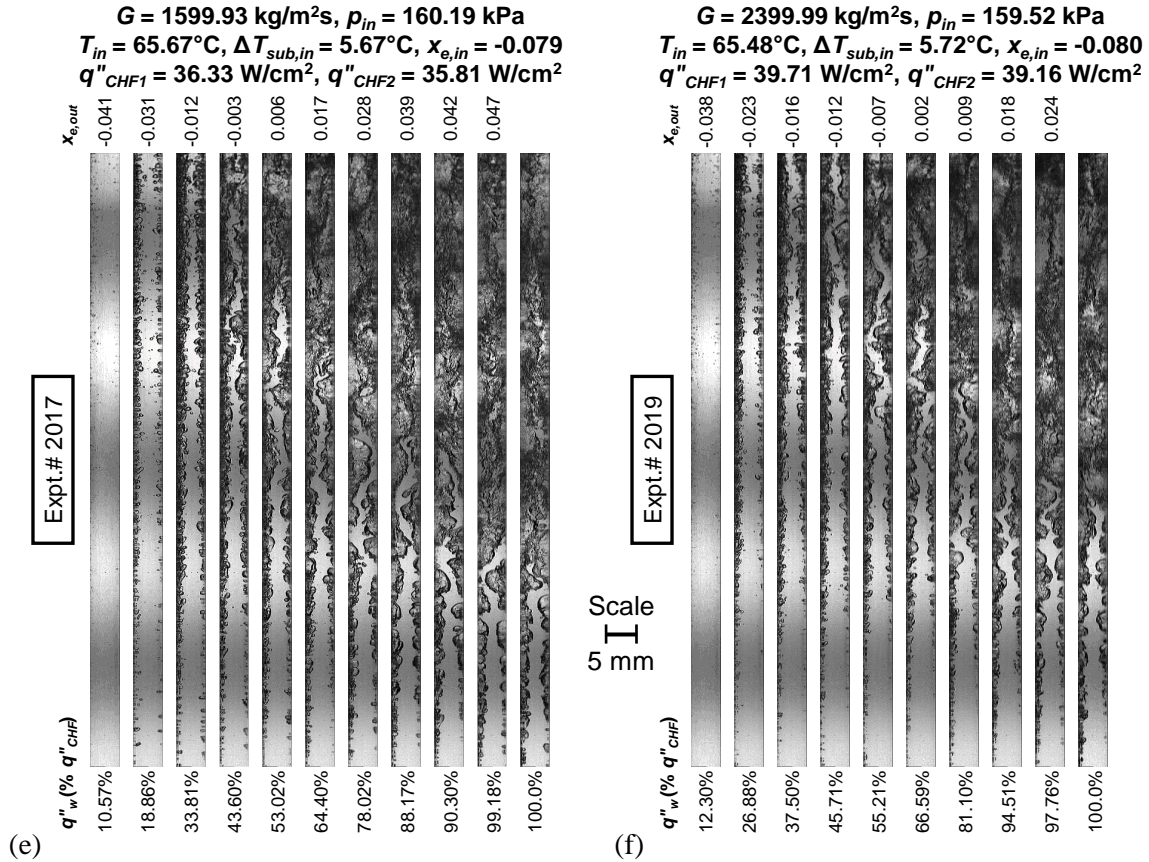 G = 1599.93 kg/m²s, p_in = 160.19 kPa
T_in = 65.67°C, ΔT_sub,in = 5.67°C, x_e,in = -0.079
q"_CHF1 = 36.33 W/cm², q"_CHF2 = 35.81 W/cm²
x_e,out
-0.041
-0.031
-0.012
-0.003
0.006
0.017
0.028
0.039
0.042
0.047
Expt.# 2017
q"_w (% q"_CHF)
10.57%
18.86%
33.81%
43.60%
53.02%
64.40%
78.02%
88.17%
90.30%
99.18%
100.0%
(e)
G = 2399.99 kg/m²s, p_in = 159.52 kPa
T_in = 65.48°C, ΔT_sub,in = 5.72°C, x_e,in = -0.080
q"_CHF1 = 39.71 W/cm², q"_CHF2 = 39.16 W/cm²
x_e,out
-0.038
-0.023
-0.016
-0.012
-0.007
0.002
0.009
0.018
0.024
Expt.# 2019
Scale
5 mm
q"_w (% q"_CHF)
12.30%
26.88%
37.50%
45.71%
55.21%
66.59%
81.10%
94.51%
97.76%
100.0%
(f)